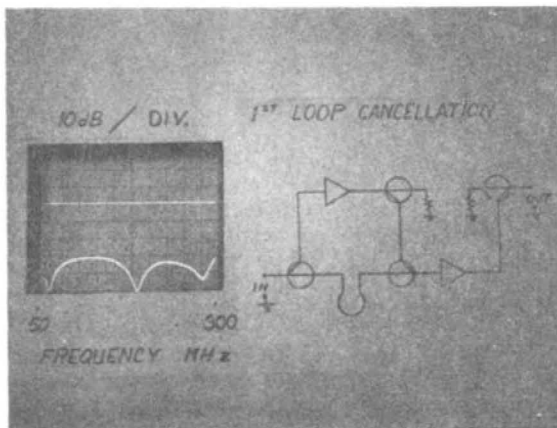 10dB / DIV.
1ST LOOP CANCELLATION
IN
OUT
50
300
FREQUENCY MHz